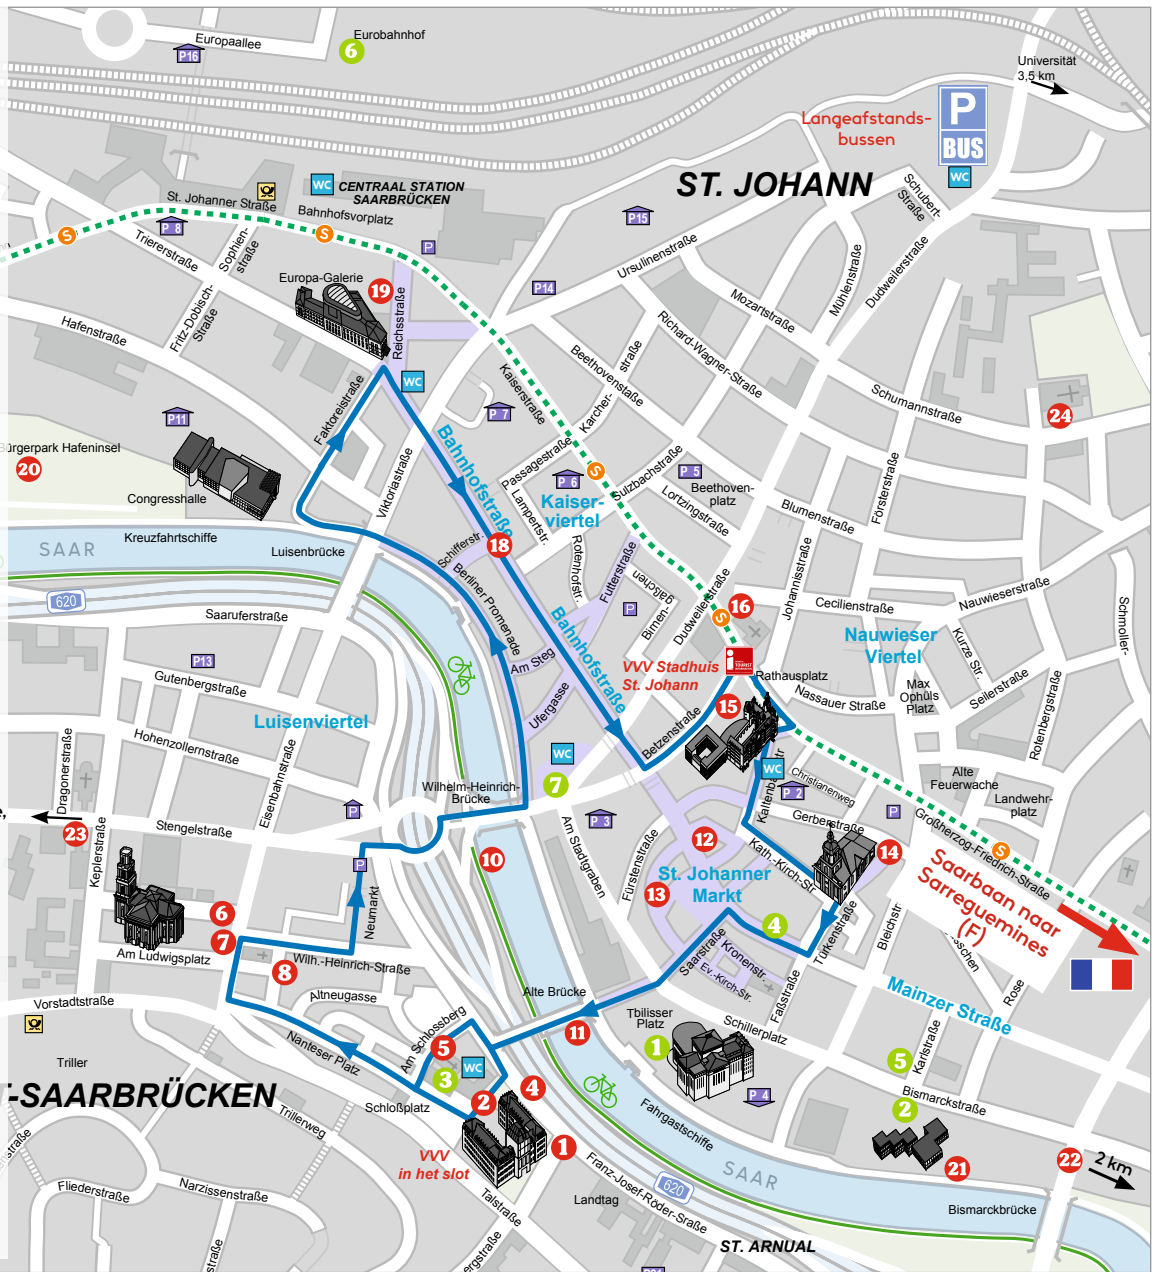 Europaallee
P16
Eurobahnhof
6
Universität
3,5 km
Langeafstands-
bussen
P
BUS
WC
ST. JOHANN
WC
CENTRAAL STATION
SAARBRÜCKEN
St. Johanner Straße
Bahnhofsvorplatz
P 8
S
S
P
P15
Schubert-
Straße
Triererstraße
Sophien-
straße
Ursulinenstraße
Mühlenstraße
Dudweilerstraße
Europa-Galerie
19
P14
Mozartstraße
Fritz-Dobisch-
Straße
Hafenstraße
Reichsstraße
Richard-Wagner-Straße
Beethovenstaße
Karcher-
straße
Kaiserstraße
Schumannstraße
24
WC
Faktoreistraße
P11
P 7
Bürgerpark Hafeninsel
20
Congresshalle
Viktoriastraße
Bahnhofstraße
Passagestraße
Lampertstr.
P 6
S
Sulzbachstraße
P 5
Beethoven-
platz
Lortzingstraße
Kaiser-
viertel
Blumenstraße
Försterstraße
SAAR
Kreuzfahrtschiffe
Luisenbrücke
Schifferstr.
18
Rotenhofstr.
Futterstraße
Berliner Promenade
Johannisstraße
620
Saaruferstraße
P
Birnen-
gäßchen
Dudweilerstraße
S
16
Cecilienstraße
Nauwieserstraße
Schmoller-
Nauwieser
Viertel
Kurze Str.
Bahnhofstraße
P13
Gutenbergstraße
Am Steg
Ufergasse
VVV Stadhuis
St. Johann
Rathausplatz
Nassauer Straße
Max
Ophüls
Platz
Seilerstraße
Rotenbergstraße
Luisenviertel
Hohenzollernstraße
15
Betzenstraße
Dragonerstraße
Eisenbahnstraße
Wilhelm-Heinrich-
Brücke
WC
7
WC
Christianenweg
P 2
Alte
Feuerwache
Landwehr-
platz
P
P
23
Stengelstraße
P 3
Gerberstraße
Großherzog-Friedrich-Straße
S
Keplerstraße
P
10
Am Stadtgraben
Fürstenstraße
12
Kath.-Kirch-Str.
14
St. Johanner
Markt
13
Saarbaan naar
Sarreguemines
(F)
6
7
Neumarkt
4
Türkenstraße
Bleichstr.
Am Ludwigsplatz
8
Wilh.-Heinrich-Straße
Saarstraße
Kronenstr.
Ev.-Kirch-Str.
Faßstraße
Rose
Mainzer Straße
Vorstadtstraße
Altneugasse
Alte Brücke
11
Tbilisser
Platz
Schillerplatz
Nanteser Platz
Am Schlossberg
5
WC
3
1
Karlstraße
5
Triller
T-SAARBRÜCKEN
Schloßplatz
2
4
P 4
2
Bismarckstraße
Trillerweg
Fahrgastschiffe
VVV
in het slot
1
21
22
2 km
Fliederstraße
Narzissenstraße
Talstraße
Franz-Josef-Röder-Straße
Landtag
620
SAAR
Bismarckbrücke
ST. ARNUAL